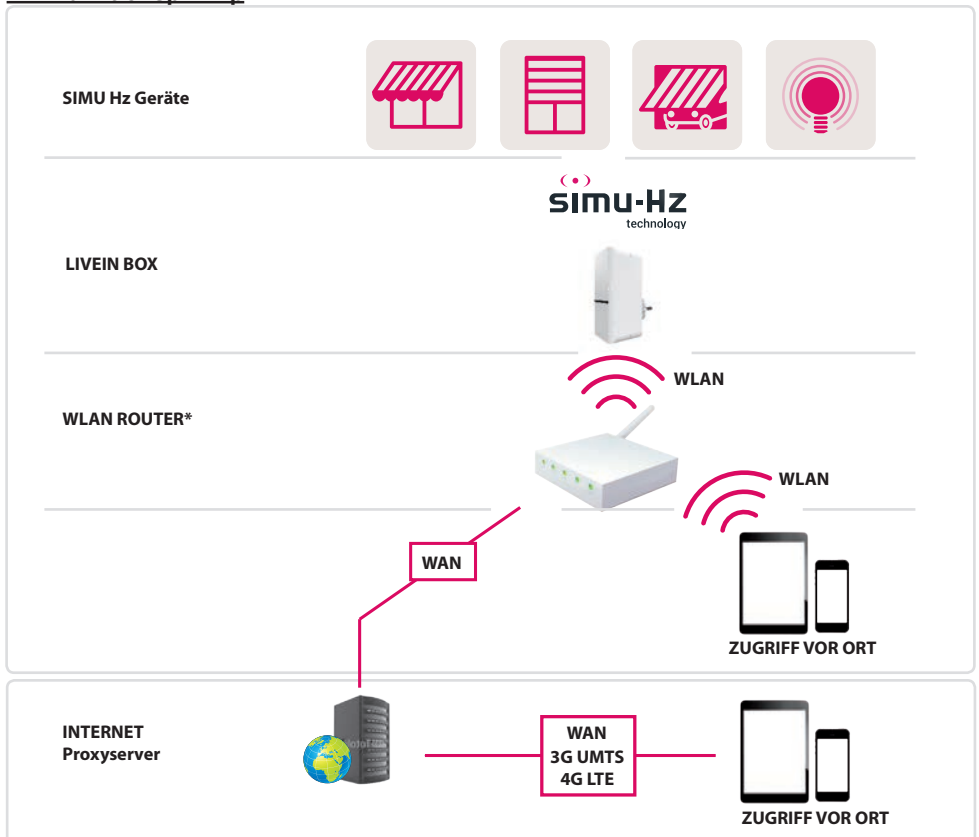 SIMU Hz Geräte
simu-Hz
technology
LIVEIN BOX
WLAN
WLAN ROUTER*
WLAN
WAN
ZUGRIFF VOR ORT
INTERNET
Proxyserver
WAN
3G UMTS
4G LTE
ZUGRIFF VOR ORT